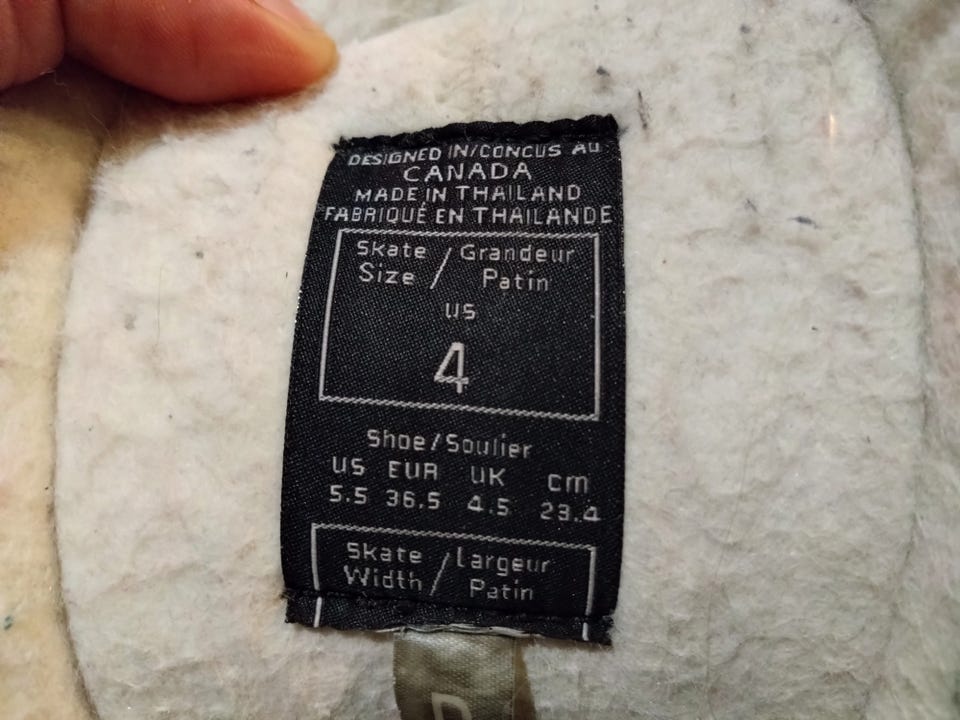 DESIGNED IN/CONCUS AU
CANADA
MADE IN THAILAND
FABRIQUÉ EN THAILANDE
Skate / Grandeur
Size / Patin
US
4
Shoe/Soulier
US EUR UK cm
5.5 36.5 4.5 23.4
Skate / Largeur
Width / Patin
D